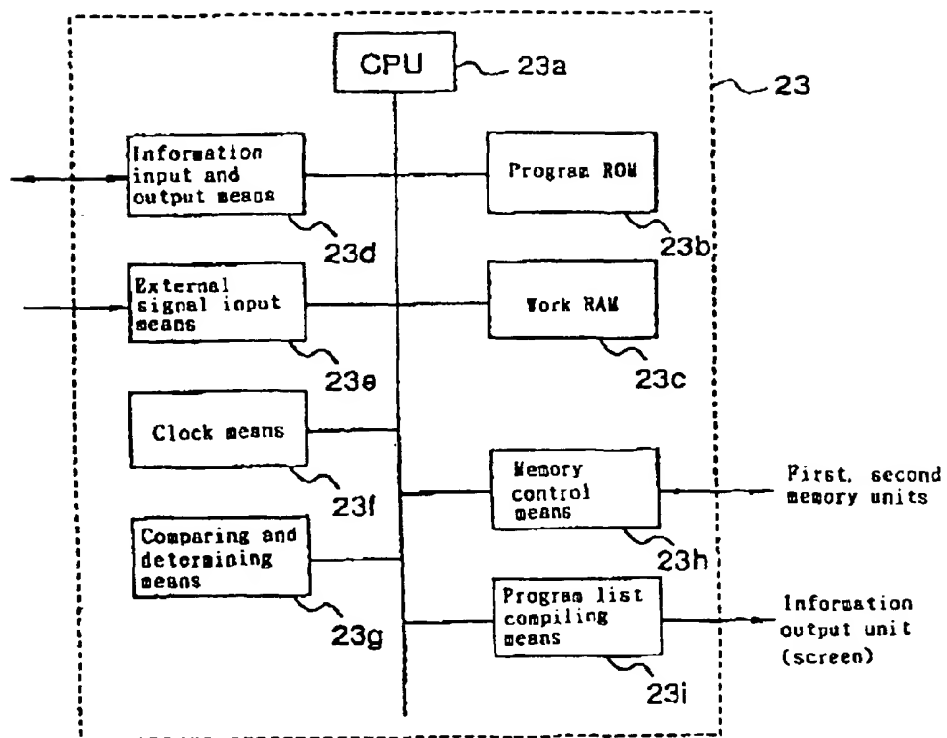 CPU
23a
23
Information
input and
output means
23d
Program ROM
23b
External
signal input
means
23e
Work RAM
23c
Clock means
23f
Memory
control
means
23h
First, second
memory units
Comparing and
determining
means
23g
Program list
compiling
means
23i
Information
output unit
(screen)